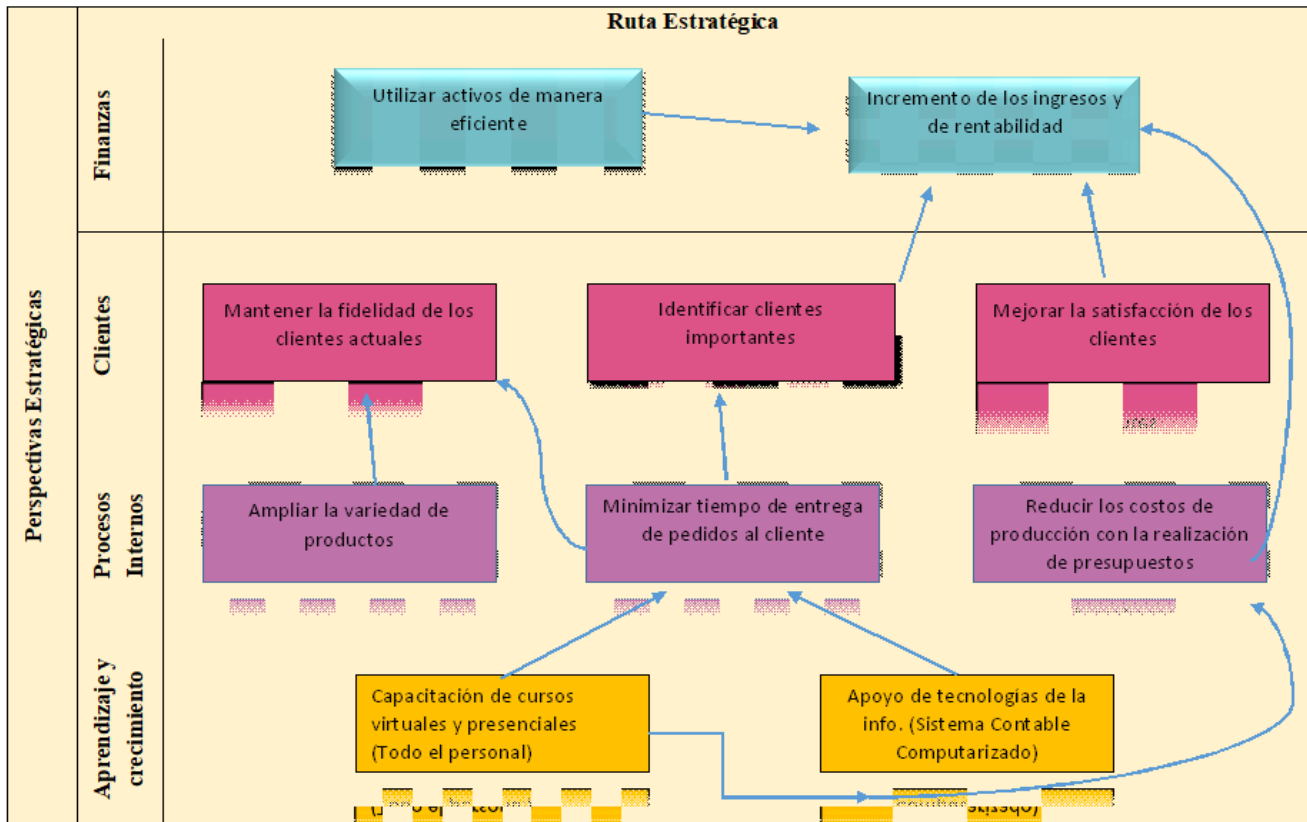 Ruta Estratégica
Perspectivas Estratégicas
Finanzas
Utilizar activos de manera
eficiente
Incremento de los ingresos y
de rentabilidad
Clientes
Mantener la fidelidad de los
clientes actuales
Identificar clientes
importantes
Mejorar la satisfacción de los
clientes
Procesos
Internos
Ampliar la variedad de
productos
Minimizar tiempo de entrega
de pedidos al cliente
Reducir los costos de
producción con la realización
de presupuestos
Aprendizaje y
crecimiento
Capacitación de cursos
virtuales y presenciales
(Todo el personal)
Apoyo de tecnologías de la
info. (Sistema Contable
Computarizado)